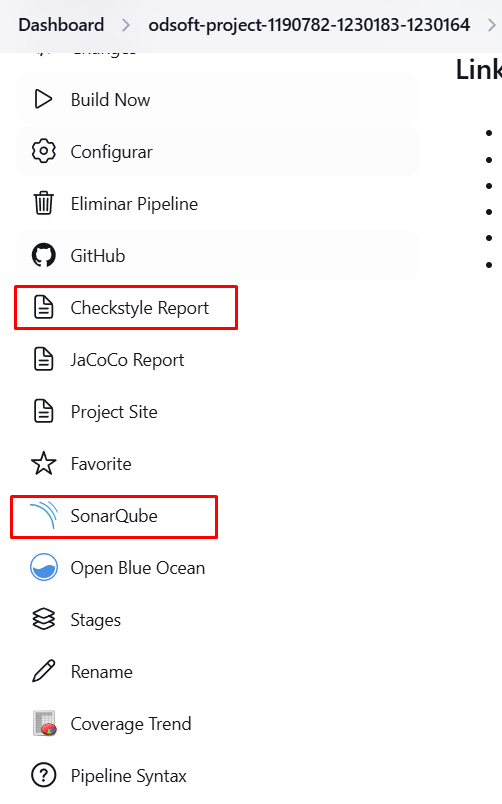 Dashboard > odsoft-project-1190782-1230183-1230164 >
Changes
Link
Build Now
Configurar
Eliminar Pipeline
GitHub
Checkstyle Report
JaCoCo Report
Project Site
Favorite
SonarQube
Open Blue Ocean
Stages
Rename
Coverage Trend
Pipeline Syntax